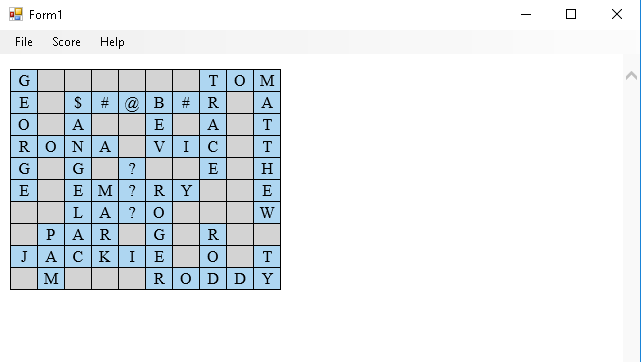 Form1
File Score Help
G T O M
E $ # @ B # R A
O A E A T
R O N A V I C T
G G ? E H
E E M ? R Y E
L A ? O W
P A R G R
J A C K I E O T
M R O D D Y